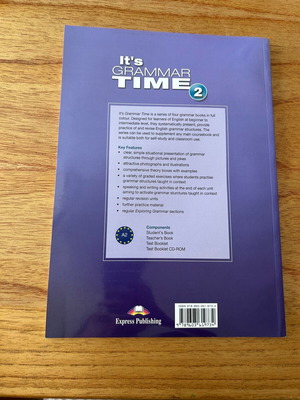 It's
GRAMMAR
TIME 2
It's Grammar Time is a series of four grammar books in full
colour. Designed for learners of English at beginner to
intermediate level, they systematically present, provide
practice of and revise English grammar structures. The
series can be used to supplement any main coursebook and
is suitable both for self-study and classroom use.
Key Features
• clear, simple situational presentation of grammar
structures through pictures and jokes
• attractive photographs and illustrations
• comprehensive theory boxes with examples
• a variety of graded exercises where students practise
grammar structures taught in context
• speaking and writing activities at the end of each unit
aiming to activate grammar structures taught in context
• regular revision units
• further practice material
• regular Exploring Grammar sections
A2
Components
Student's Book
Teacher's Book
Test Booklet
Test Booklet CD-ROM
Express Publishing